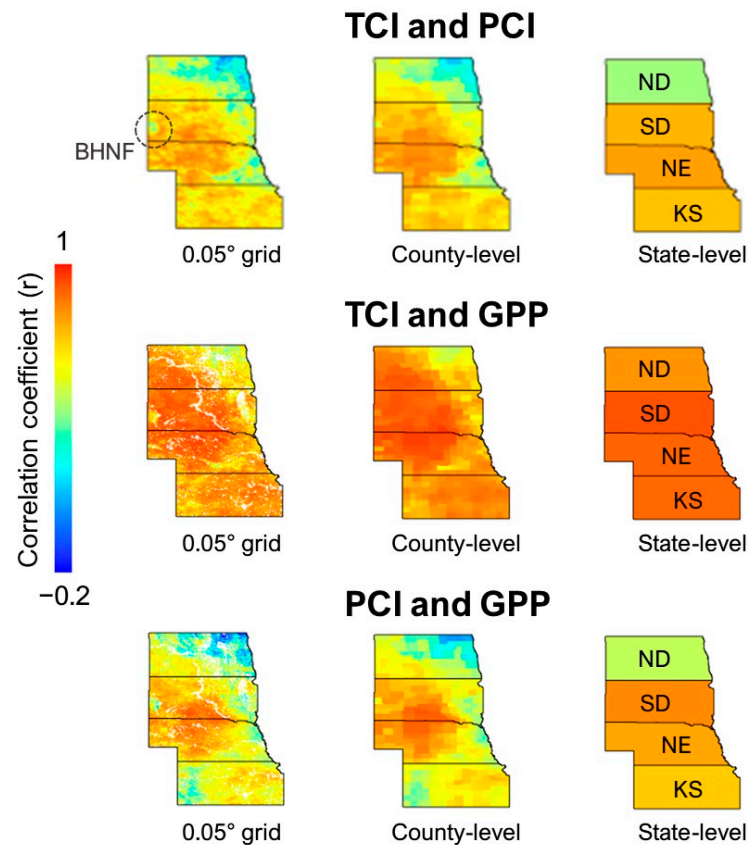 TCI and PCI
BHNF
ND
SD
NE
KS
0.05° grid
County-level
State-level
1
Correlation coefficient (r)
−0.2
TCI and GPP
ND
SD
NE
KS
0.05° grid
County-level
State-level
PCI and GPP
ND
SD
NE
KS
0.05° grid
County-level
State-level